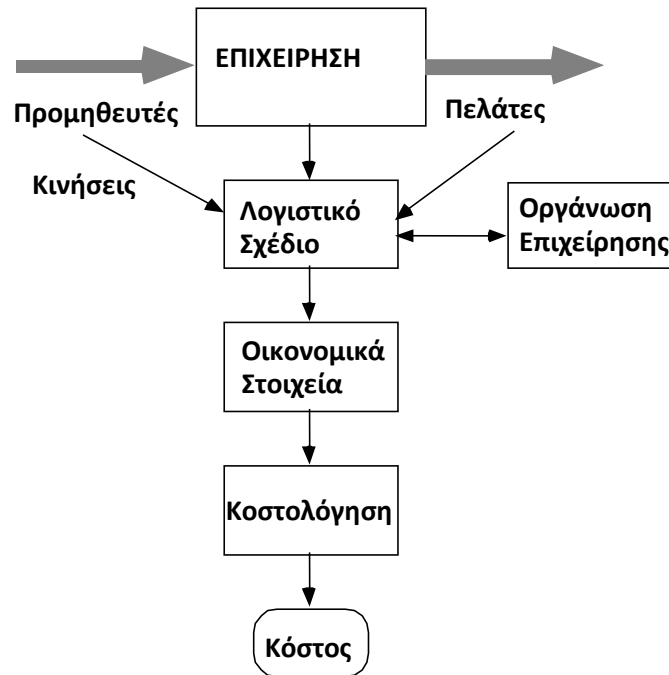 ΕΠΙΧΕΙΡΗΣΗ
Προμηθευτές
Πελάτες
Κινήσεις
Λογιστικό
Σχέδιο
Οργάνωση
Επιχείρησης
Οικονομικά
Στοιχεία
Κοστολόγηση
Κόστος